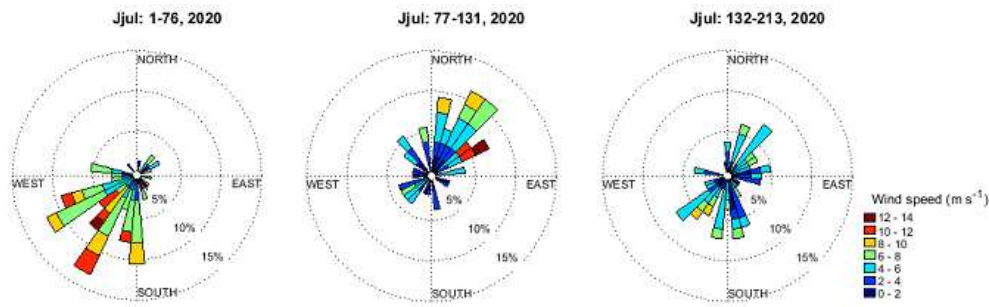 Jjul: 1-76, 2020
NORTH
WEST
EAST
5%
10%
15%
SOUTH
Jjul: 77-131, 2020
NORTH
WEST
EAST
5%
10%
15%
SOUTH
Jjul: 132-213, 2020
NORTH
WEST
EAST
5%
10%
15%
SOUTH
Wind speed (m s⁻¹)
12 - 14
10 - 12
8 - 10
6 - 8
4 - 6
2 - 4
0 - 2